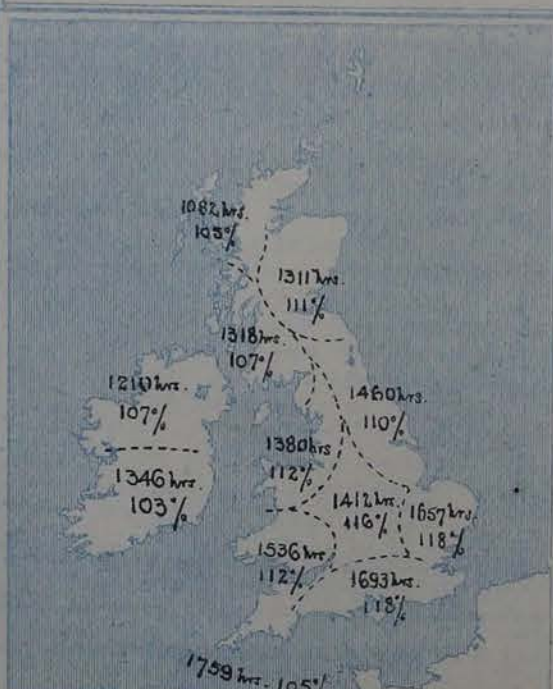 1082 hrs.
105%
1311 hrs.
111%
1318 hrs.
107%
1210 hrs.
107%
1460 hrs.
110%
1380 hrs
112%
1346 hrs.
103%
1412 hrs.
116%
1657 hrs.
118%
1536 hrs
112%
1693 hrs.
118%
1759 hrs. 105%